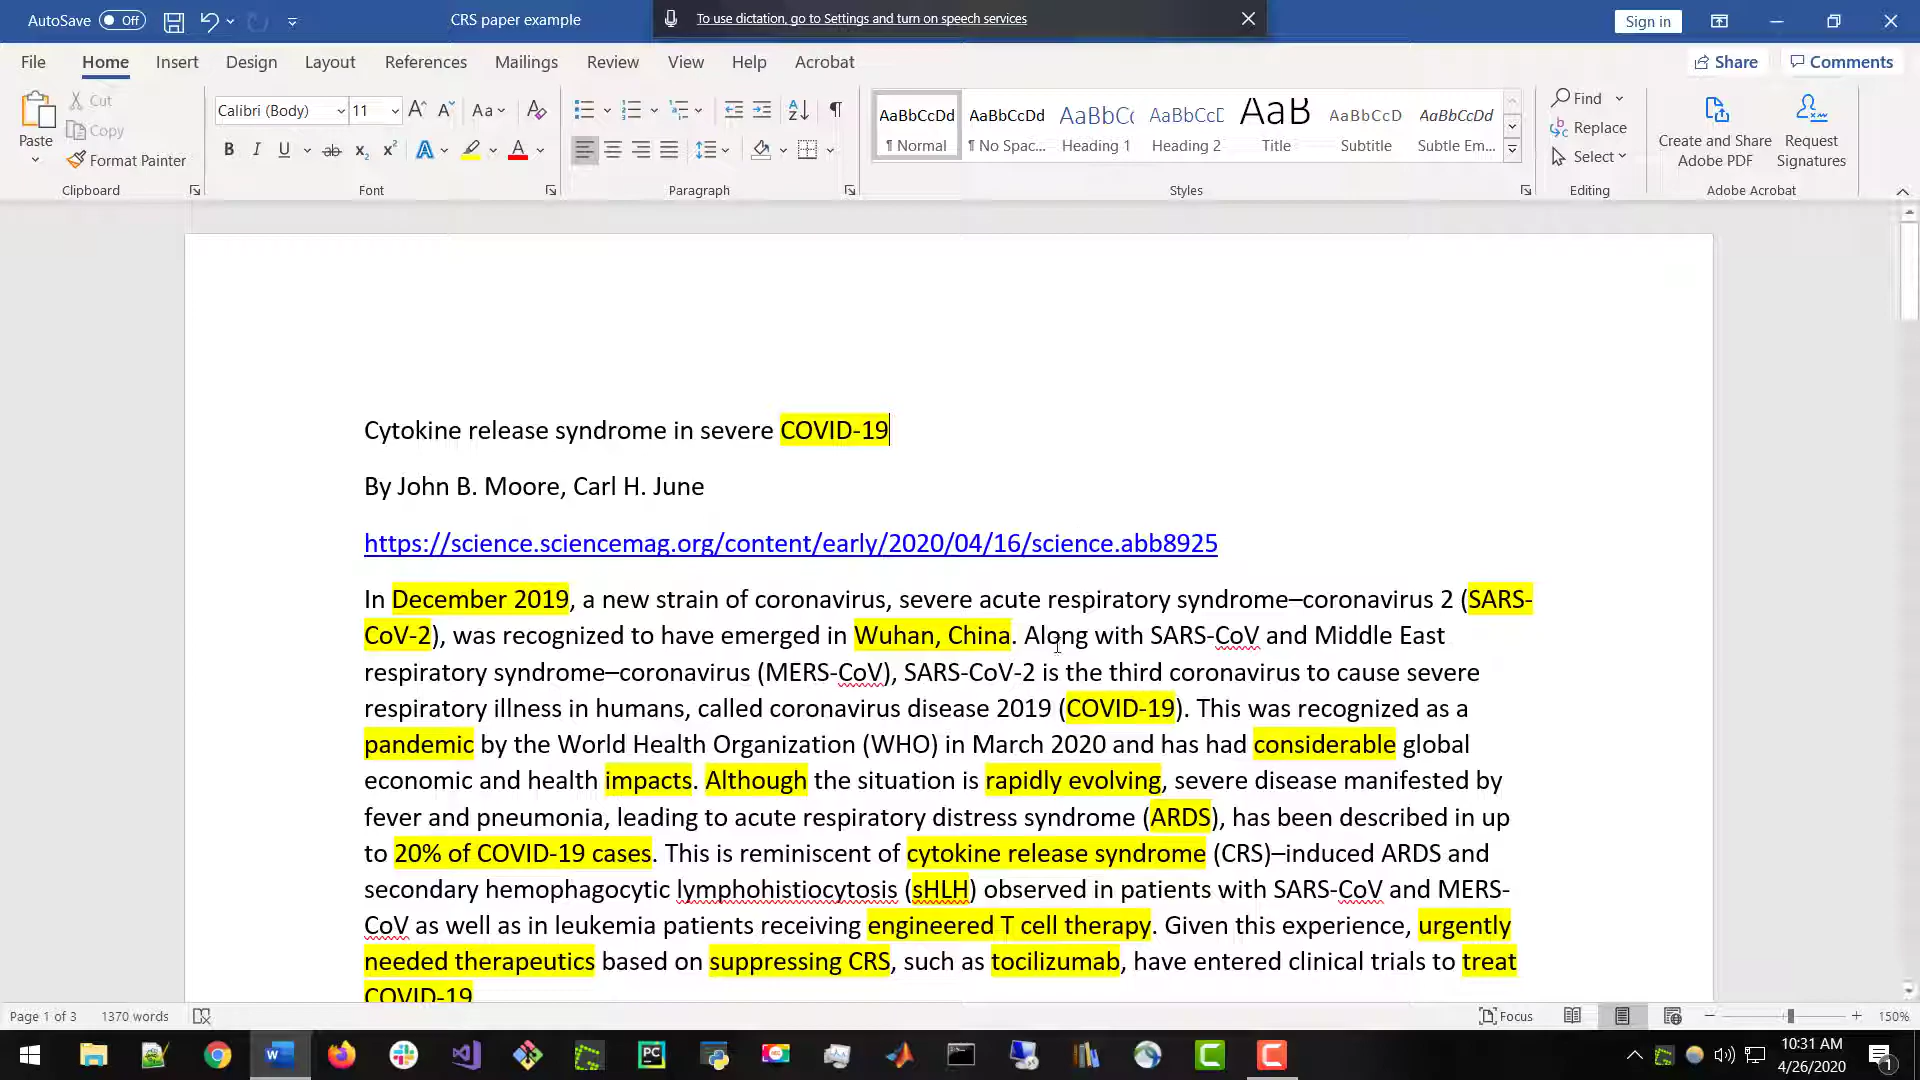 AutoSave Off CRS paper example To use dictation, go to Settings and turn on speech services Sign in
File Home Insert Design Layout References Mailings Review View Help Acrobat Share Comments
Paste Cut Copy Format Painter
Calibri (Body) 11
Aa
B I U ab x₂ x² A A
AaBbCcDd AaBbCcDd AaBbCc AaBbCcC AaB AaBbCcD AaBbCcDd
¶ Normal ¶ No Spac... Heading 1 Heading 2 Title Subtitle Subtle Em...
Find
Replace
Select
Create and Share Adobe PDF
Request Signatures
Clipboard Font Paragraph Styles Editing Adobe Acrobat
Cytokine release syndrome in severe COVID-19
By John B. Moore, Carl H. June
https://science.sciencemag.org/content/early/2020/04/16/science.abb8925
In December 2019, a new strain of coronavirus, severe acute respiratory syndrome–coronavirus 2 (SARS-
CoV-2), was recognized to have emerged in Wuhan, China. Along with SARS-CoV and Middle East
respiratory syndrome–coronavirus (MERS-CoV), SARS-CoV-2 is the third coronavirus to cause severe
respiratory illness in humans, called coronavirus disease 2019 (COVID-19). This was recognized as a
pandemic by the World Health Organization (WHO) in March 2020 and has had considerable global
economic and health impacts. Although the situation is rapidly evolving, severe disease manifested by
fever and pneumonia, leading to acute respiratory distress syndrome (ARDS), has been described in up
to 20% of COVID-19 cases. This is reminiscent of cytokine release syndrome (CRS)–induced ARDS and
secondary hemophagocytic lymphohistiocytosis (sHLH) observed in patients with SARS-CoV and MERS-
CoV as well as in leukemia patients receiving engineered T cell therapy. Given this experience, urgently
needed therapeutics based on suppressing CRS, such as tocilizumab, have entered clinical trials to treat
COVID-19
Page 1 of 3 1370 words Focus 150%
10:31 AM
4/26/2020
1